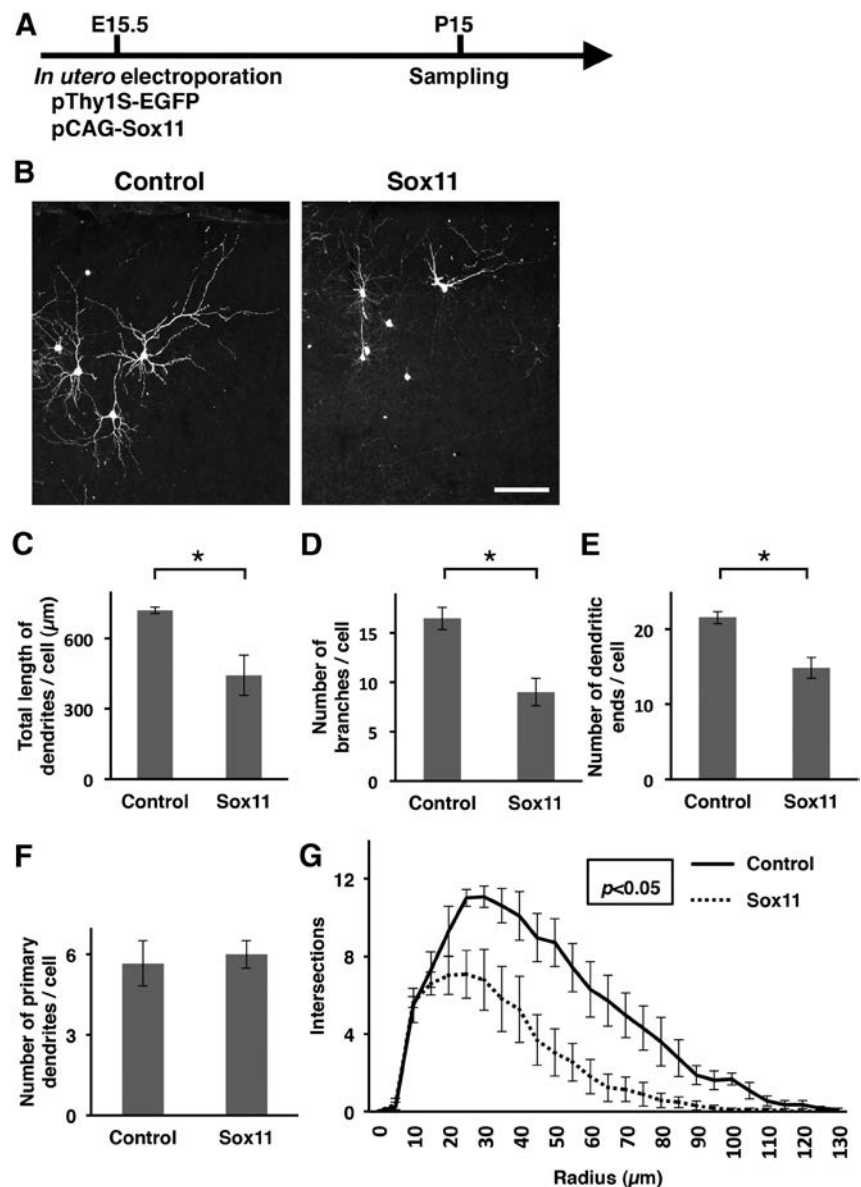 A
E15.5 P15
In utero electroporation Sampling
pThy1S-EGFP
pCAG-Sox11
B
Control Sox11
C
*
Total length of
dendrites / cell (µm)
600
300
0
Control Sox11
D
*
Number of
branches / cell
15
10
5
0
Control Sox11
E
*
Number of dendritic
ends / cell
20
10
0
Control Sox11
F
Number of primary
dendrites / cell
6
3
0
Control Sox11
G
Intersections
12
8
4
0
p<0.05
Control
Sox11
0 10 20 30 40 50 60 70 80 90 100 110 120 130
Radius (µm)